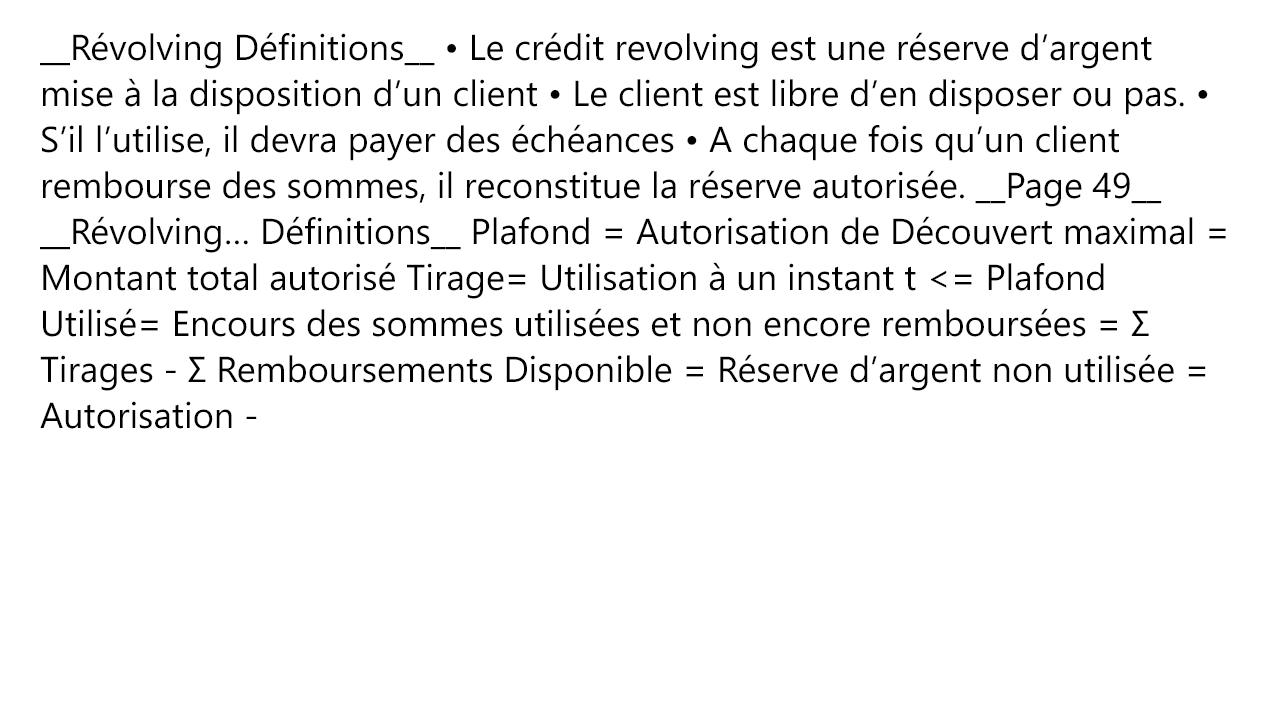 __Révolving Définitions__ • Le crédit revolving est une réserve d’argent
mise à la disposition d’un client • Le client est libre d’en disposer ou pas. •
S’il l’utilise, il devra payer des échéances • A chaque fois qu’un client
rembourse des sommes, il reconstitue la réserve autorisée. __Page 49__
__Révolving... Définitions__ Plafond = Autorisation de Découvert maximal =
Montant total autorisé Tirage= Utilisation à un instant t <= Plafond
Utilisé= Encours des sommes utilisées et non encore remboursées = Σ
Tirages - Σ Remboursements Disponible = Réserve d’argent non utilisée =
Autorisation -